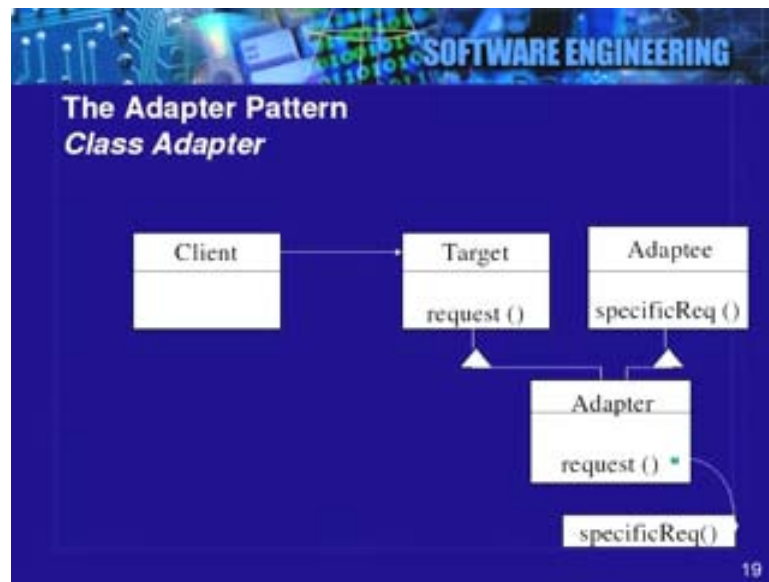 SOFTWARE ENGINEERING
The Adapter Pattern
Class Adapter
Client
Target
request ()
Adaptee
specificReq ()
Adapter
request ()
specificReq()
19